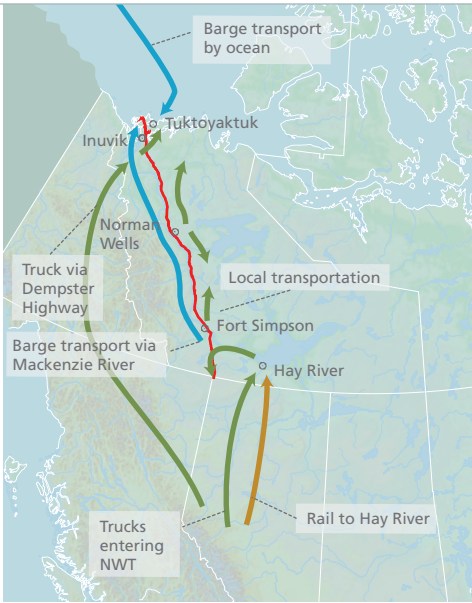 Barge transport
by ocean
Tuktoyaktuk
Inuvik
Norman
Wells
Truck via
Dempster
Highway
Local transportation
Fort Simpson
Barge transport via
Mackenzie River
Hay River
Trucks
entering
NWT
Rail to Hay River